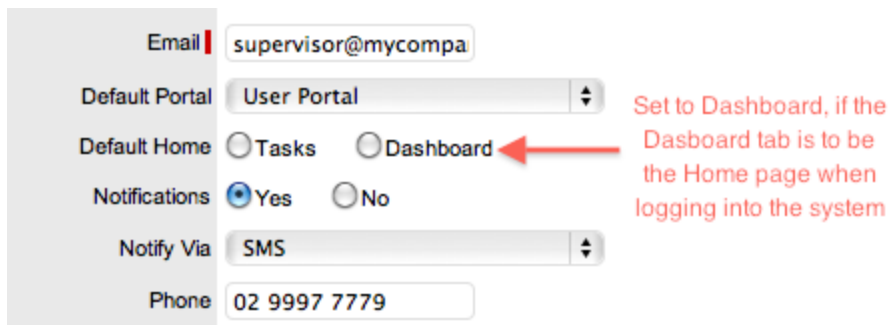 Email supervisor@mycompa
Default Portal User Portal
Default Home Tasks Dashboard
Notifications Yes No
Notify Via SMS
Phone 02 9997 7779
Set to Dashboard, if the
Dasboard tab is to be
the Home page when
logging into the system